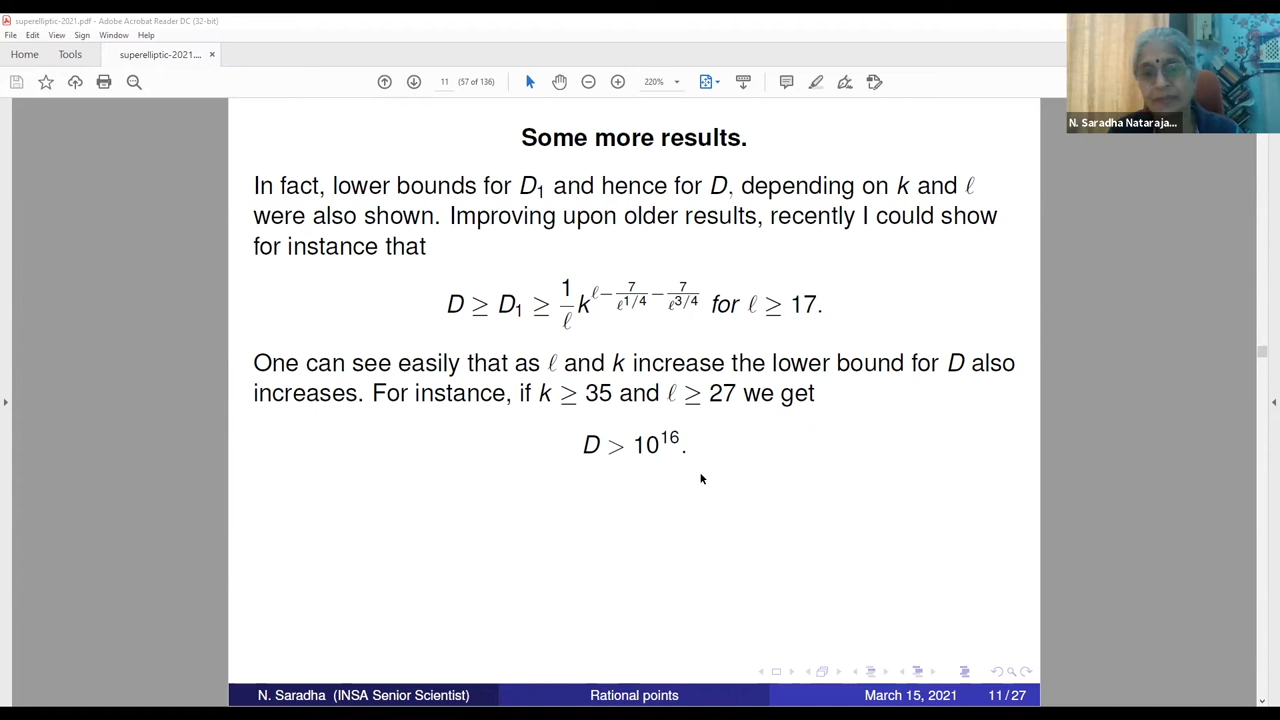 superelliptic-2021.pdf - Adobe Acrobat Reader DC (32-bit)
File Edit View Sign Window Help
Home Tools superelliptic-2021.... ×
11 (57 of 136) 220%
N. Saradha Nataraja...
Some more results.
In fact, lower bounds for D₁ and hence for D, depending on k and ℓ
were also shown. Improving upon older results, recently I could show
for instance that
D ≥ D₁ ≥ 1/ℓ k^{ℓ − 7/ℓ^{1/4} − 7/ℓ^{3/4}} for ℓ ≥ 17.
One can see easily that as ℓ and k increase the lower bound for D also
increases. For instance, if k ≥ 35 and ℓ ≥ 27 we get
D > 10¹⁶.
N. Saradha (INSA Senior Scientist) Rational points March 15, 2021 11/27